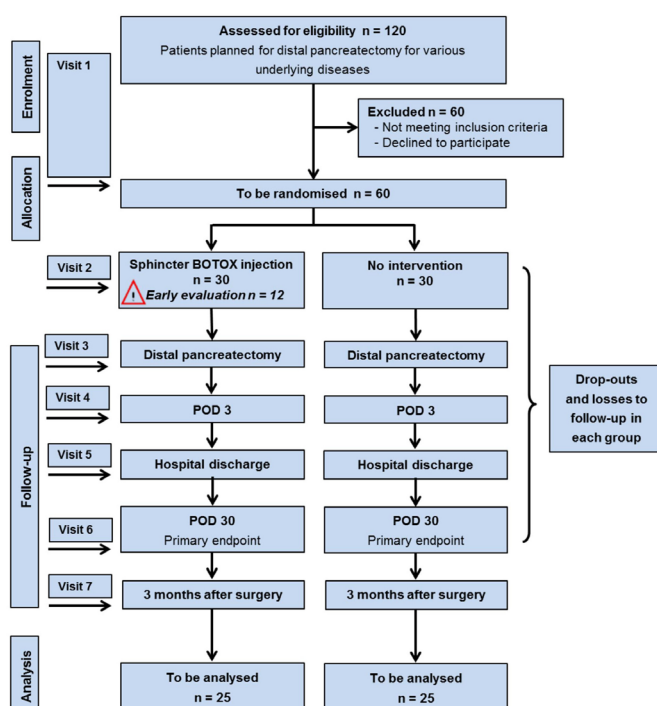 Assessed for eligibility n = 120
Patients planned for distal pancreatectomy for various
underlying diseases
Enrolment
Visit 1
Excluded n = 60
- Not meeting inclusion criteria
- Declined to participate
Allocation
To be randomised n = 60
Visit 2
Sphincter BOTOX injection
n = 30
! Early evaluation n = 12
No intervention
n = 30
Follow-up
Visit 3
Distal pancreatectomy
Distal pancreatectomy
Drop-outs
and losses to
follow-up in
each group
Visit 4
POD 3
POD 3
Visit 5
Hospital discharge
Hospital discharge
Visit 6
POD 30
Primary endpoint
POD 30
Primary endpoint
Visit 7
3 months after surgery
3 months after surgery
Analysis
To be analysed
n = 25
To be analysed
n = 25